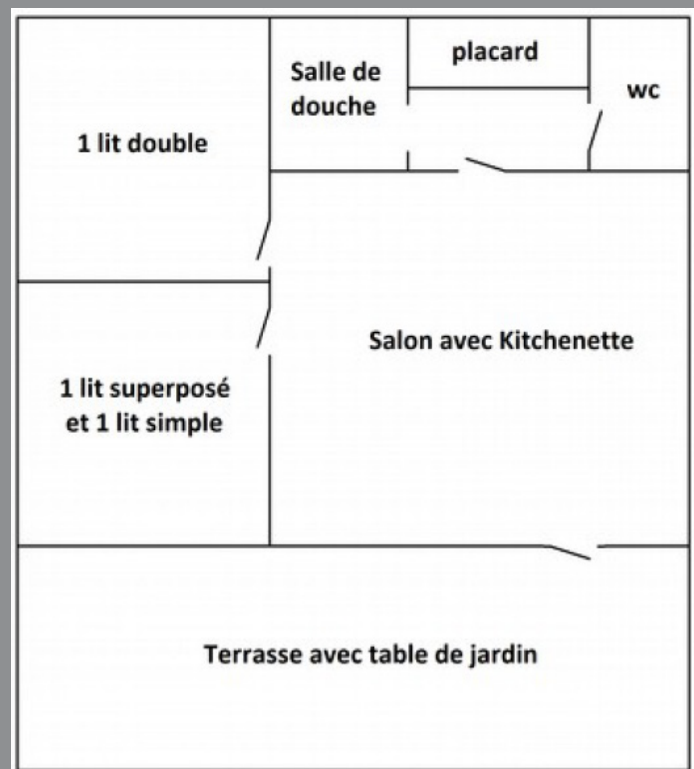 Salle de
douche
placard
wc
1 lit double
Salon avec Kitchenette
1 lit superposé
et 1 lit simple
Terrasse avec table de jardin